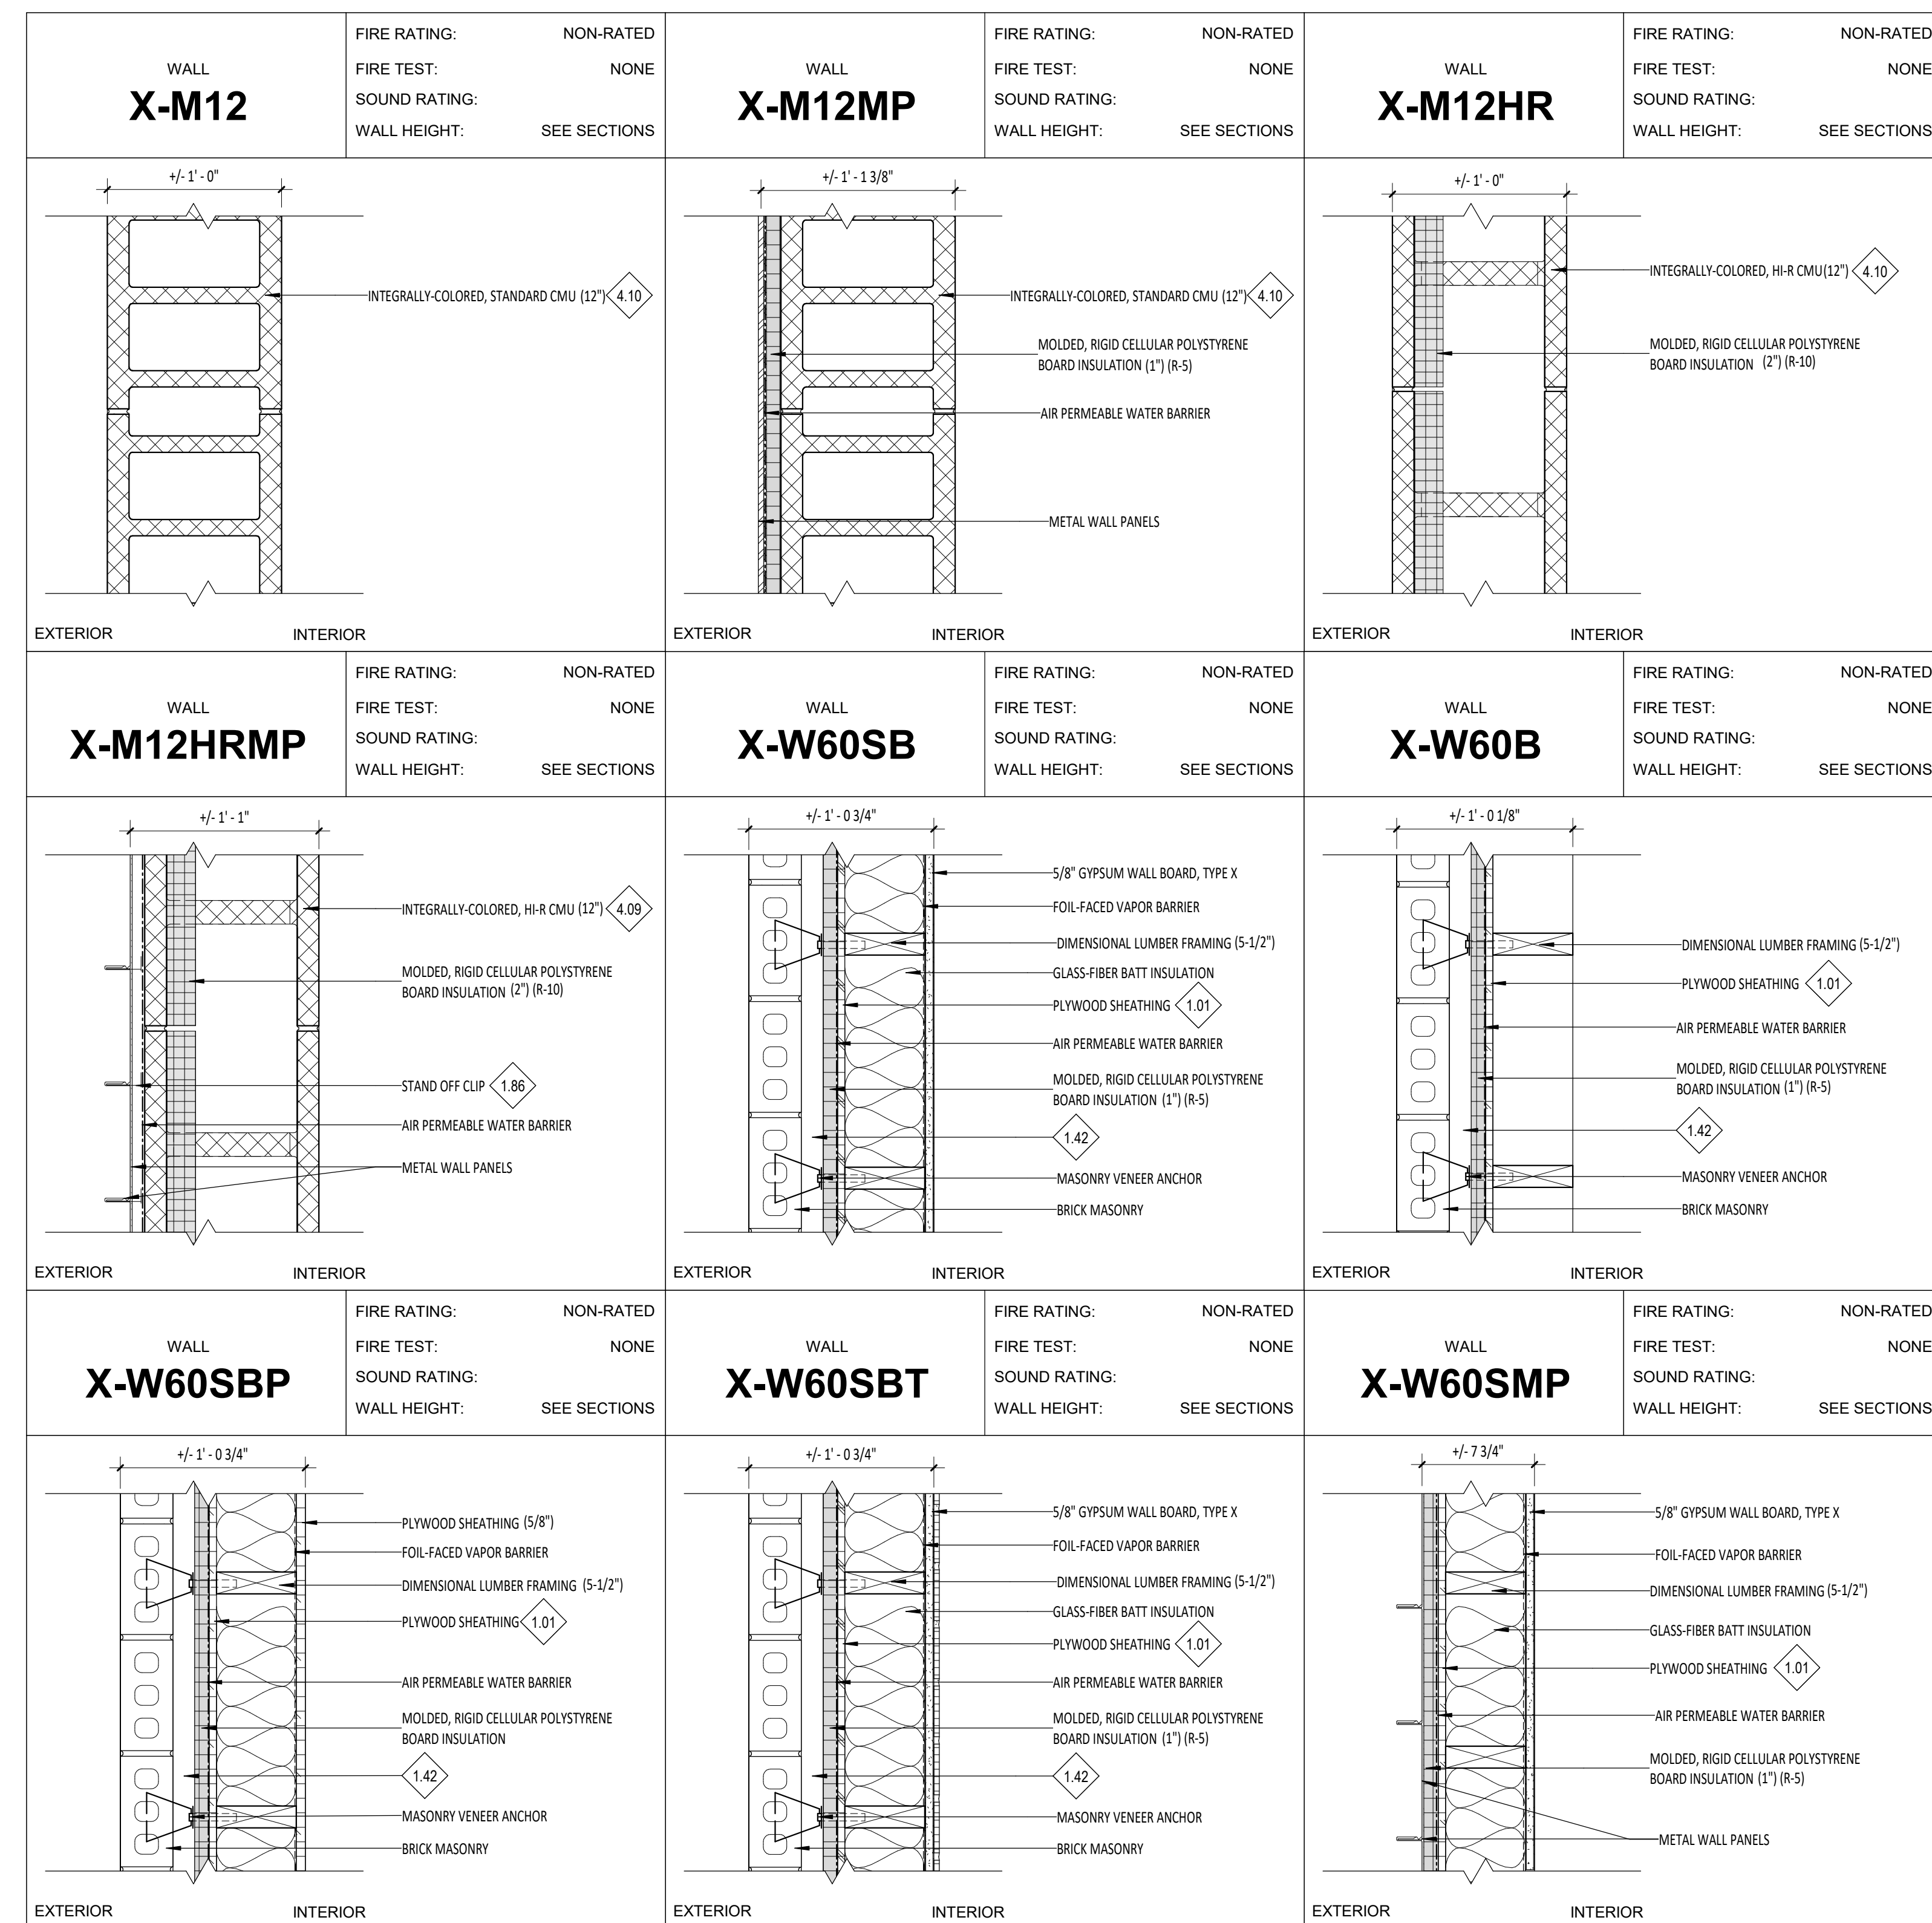 WALL
X-M12
FIRE RATING: NON-RATED
FIRE TEST: NONE
SOUND RATING:
WALL HEIGHT: SEE SECTIONS
+/- 1' - 0"
INTEGRALLY-COLORED, STANDARD CMU (12") 4.10
EXTERIOR INTERIOR
WALL
X-M12MP
FIRE RATING: NON-RATED
FIRE TEST: NONE
SOUND RATING:
WALL HEIGHT: SEE SECTIONS
+/- 1' - 1 3/8"
INTEGRALLY-COLORED, STANDARD CMU (12") 4.10
MOLDED, RIGID CELLULAR POLYSTYRENE
BOARD INSULATION (1") (R-5)
AIR PERMEABLE WATER BARRIER
METAL WALL PANELS
EXTERIOR INTERIOR
WALL
X-M12HR
FIRE RATING: NON-RATED
FIRE TEST: NONE
SOUND RATING:
WALL HEIGHT: SEE SECTIONS
+/- 1' - 0"
INTEGRALLY-COLORED, HI-R CMU(12") 4.10
MOLDED, RIGID CELLULAR POLYSTYRENE
BOARD INSULATION (2") (R-10)
EXTERIOR INTERIOR
WALL
X-M12HRMP
FIRE RATING: NON-RATED
FIRE TEST: NONE
SOUND RATING:
WALL HEIGHT: SEE SECTIONS
+/- 1' - 1"
INTEGRALLY-COLORED, HI-R CMU (12") 4.09
MOLDED, RIGID CELLULAR POLYSTYRENE
BOARD INSULATION (2") (R-10)
STAND OFF CLIP 1.86
AIR PERMEABLE WATER BARRIER
METAL WALL PANELS
EXTERIOR INTERIOR
WALL
X-W60SB
FIRE RATING: NON-RATED
FIRE TEST: NONE
SOUND RATING:
WALL HEIGHT: SEE SECTIONS
+/- 1' - 0 3/4"
5/8" GYPSUM WALL BOARD, TYPE X
FOIL-FACED VAPOR BARRIER
DIMENSIONAL LUMBER FRAMING (5-1/2")
GLASS-FIBER BATT INSULATION
PLYWOOD SHEATHING 1.01
AIR PERMEABLE WATER BARRIER
MOLDED, RIGID CELLULAR POLYSTYRENE
BOARD INSULATION (1") (R-5)
1.42
MASONRY VENEER ANCHOR
BRICK MASONRY
EXTERIOR INTERIOR
WALL
X-W60B
FIRE RATING: NON-RATED
FIRE TEST: NONE
SOUND RATING:
WALL HEIGHT: SEE SECTIONS
+/- 1' - 0 1/8"
DIMENSIONAL LUMBER FRAMING (5-1/2")
PLYWOOD SHEATHING 1.01
AIR PERMEABLE WATER BARRIER
MOLDED, RIGID CELLULAR POLYSTYRENE
BOARD INSULATION (1") (R-5)
1.42
MASONRY VENEER ANCHOR
BRICK MASONRY
EXTERIOR INTERIOR
WALL
X-W60SBP
FIRE RATING: NON-RATED
FIRE TEST: NONE
SOUND RATING:
WALL HEIGHT: SEE SECTIONS
+/- 1' - 0 3/4"
PLYWOOD SHEATHING (5/8")
FOIL-FACED VAPOR BARRIER
DIMENSIONAL LUMBER FRAMING (5-1/2")
PLYWOOD SHEATHING 1.01
AIR PERMEABLE WATER BARRIER
MOLDED, RIGID CELLULAR POLYSTYRENE
BOARD INSULATION
1.42
MASONRY VENEER ANCHOR
BRICK MASONRY
EXTERIOR INTERIOR
WALL
X-W60SBT
FIRE RATING: NON-RATED
FIRE TEST: NONE
SOUND RATING:
WALL HEIGHT: SEE SECTIONS
+/- 1' - 0 3/4"
5/8" GYPSUM WALL BOARD, TYPE X
FOIL-FACED VAPOR BARRIER
DIMENSIONAL LUMBER FRAMING (5-1/2")
GLASS-FIBER BATT INSULATION
PLYWOOD SHEATHING 1.01
AIR PERMEABLE WATER BARRIER
MOLDED, RIGID CELLULAR POLYSTYRENE
BOARD INSULATION (1") (R-5)
1.42
MASONRY VENEER ANCHOR
BRICK MASONRY
EXTERIOR INTERIOR
WALL
X-W60SMP
FIRE RATING: NON-RATED
FIRE TEST: NONE
SOUND RATING:
WALL HEIGHT: SEE SECTIONS
+/- 7 3/4"
5/8" GYPSUM WALL BOARD, TYPE X
FOIL-FACED VAPOR BARRIER
DIMENSIONAL LUMBER FRAMING (5-1/2")
GLASS-FIBER BATT INSULATION
PLYWOOD SHEATHING 1.01
AIR PERMEABLE WATER BARRIER
MOLDED, RIGID CELLULAR POLYSTYRENE
BOARD INSULATION (1") (R-5)
METAL WALL PANELS
EXTERIOR INTERIOR